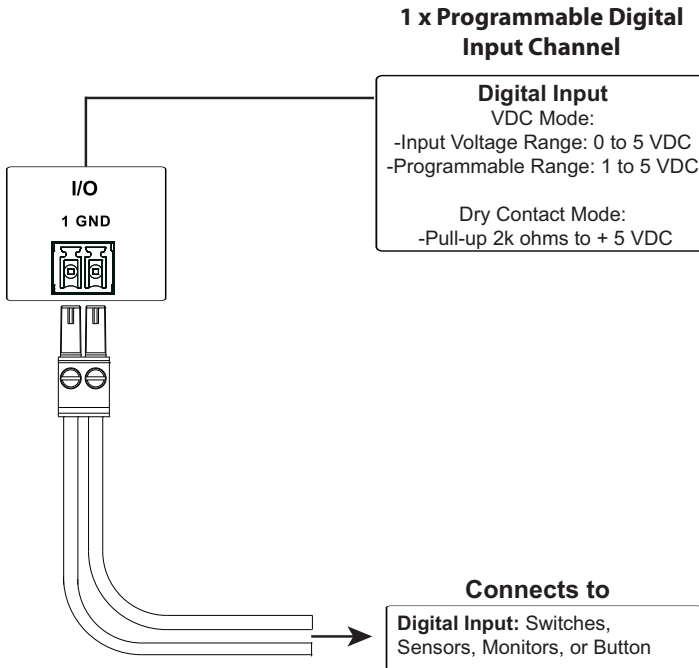 1 x Programmable Digital
Input Channel
Digital Input
VDC Mode:
-Input Voltage Range: 0 to 5 VDC
-Programmable Range: 1 to 5 VDC
Dry Contact Mode:
-Pull-up 2k ohms to + 5 VDC
I/O
1 GND
Connects to
Digital Input: Switches,
Sensors, Monitors, or Button